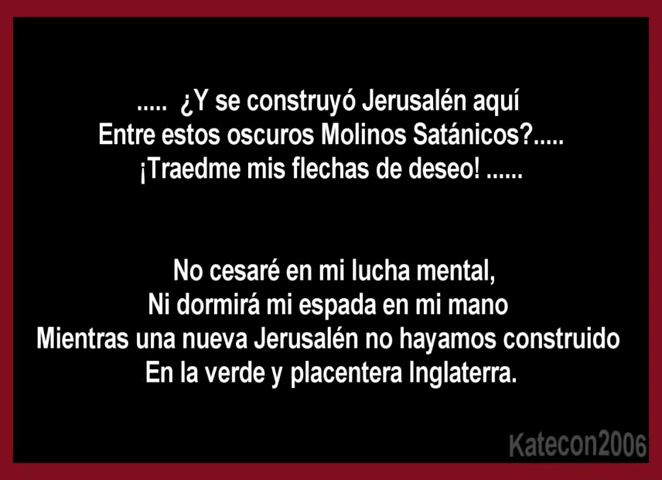 ..... ¿Y se construyó Jerusalén aquí
Entre estos oscuros Molinos Satánicos?.....
¡Traedme mis flechas de deseo! ......
No cesaré en mi lucha mental,
Ni dormirá mi espada en mi mano
Mientras una nueva Jerusalén no hayamos construido
En la verde y placentera Inglaterra.
Katecon2006